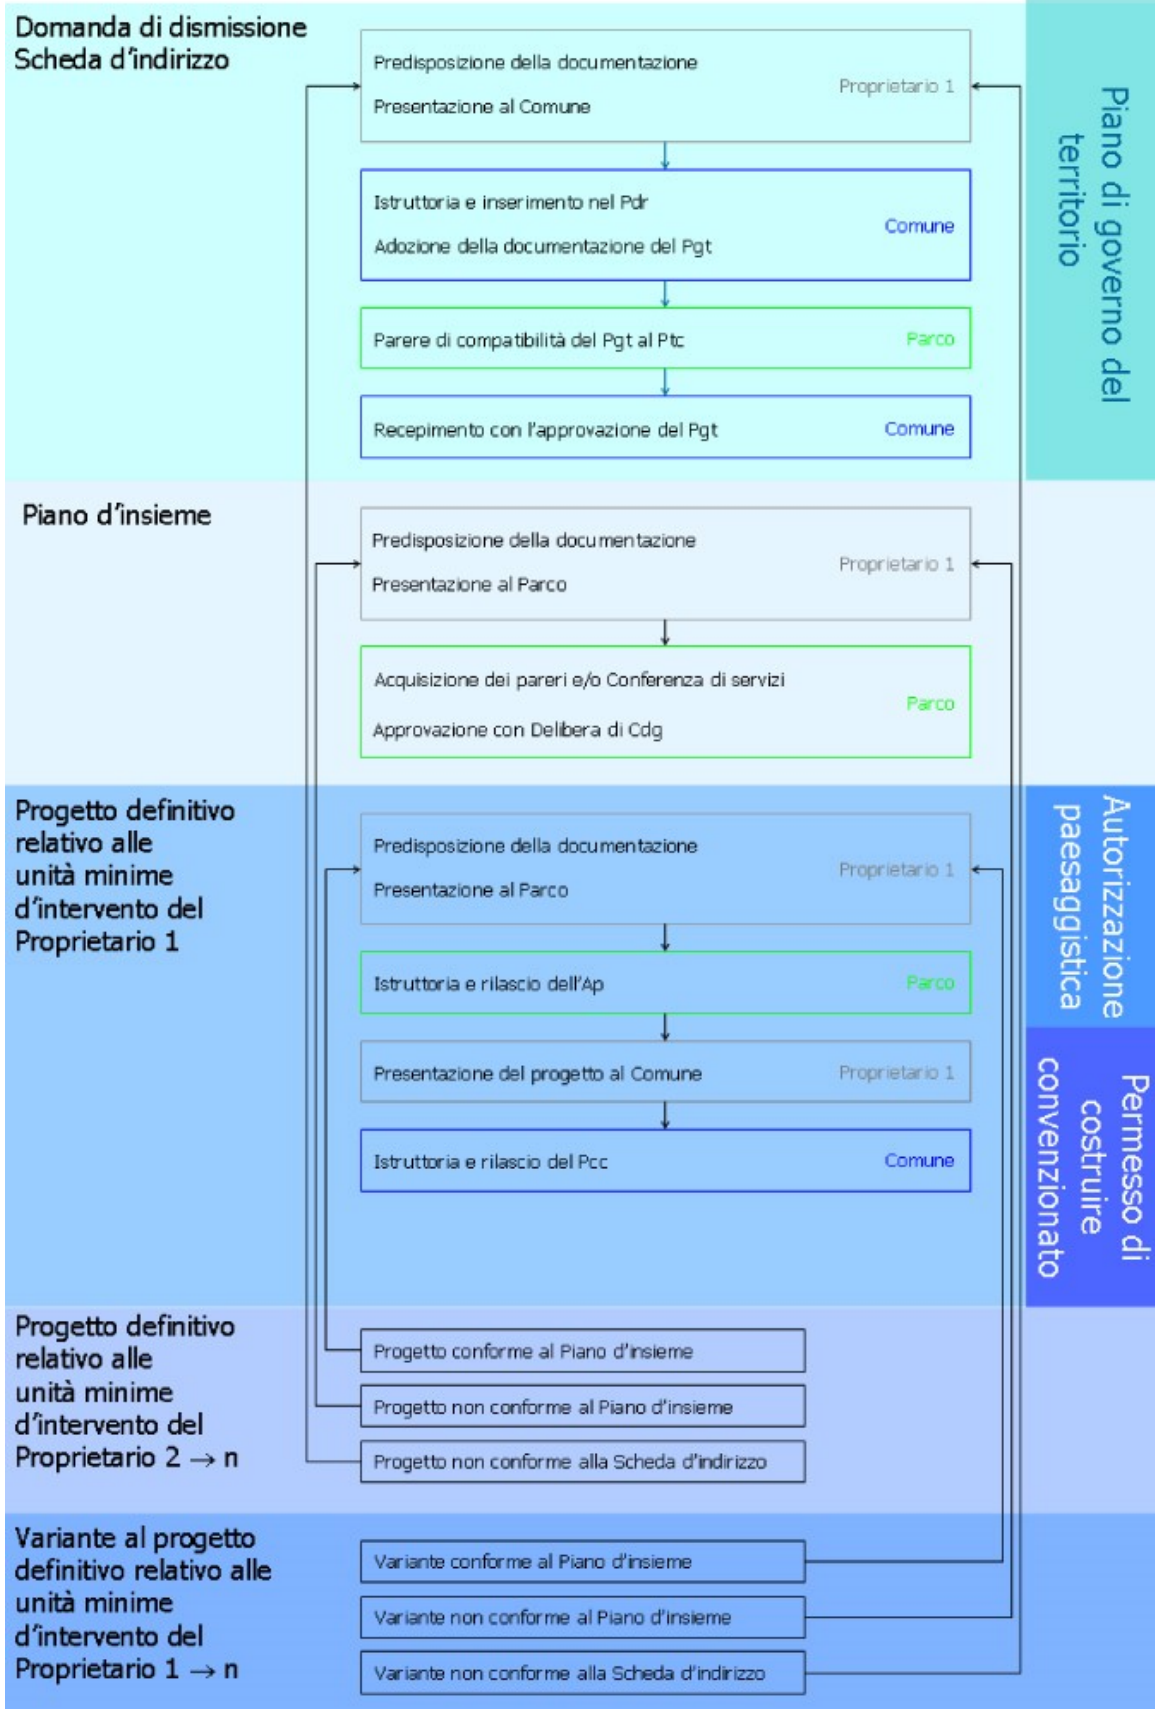 Domanda di dismissione
Scheda d'indirizzo
Predisposizione della documentazione
Presentazione al Comune
Proprietario 1
Istruttoria e inserimento nel Pdr
Adozione della documentazione del Pgt
Comune
Parere di compatibilità del Pgt al Ptc
Parco
Recepimento con l'approvazione del Pgt
Comune
Piano di governo del
territorio
Piano d'insieme
Predisposizione della documentazione
Presentazione al Parco
Proprietario 1
Acquisizione dei pareri e/o Conferenza di servizi
Approvazione con Delibera di Cdg
Parco
Progetto definitivo
relativo alle
unità minime
d'intervento del
Proprietario 1
Predisposizione della documentazione
Presentazione al Parco
Proprietario 1
Istruttoria e rilascio dell'Ap
Parco
Presentazione del progetto al Comune
Proprietario 1
Istruttoria e rilascio del Pcc
Comune
Autorizzazione
paesaggistica
Permesso di
costruire
convenzionato
Progetto definitivo
relativo alle
unità minime
d'intervento del
Proprietario 2 → n
Progetto conforme al Piano d'insieme
Progetto non conforme al Piano d'insieme
Progetto non conforme alla Scheda d'indirizzo
Variante al progetto
definitivo relativo alle
unità minime
d'intervento del
Proprietario 1 → n
Variante conforme al Piano d'insieme
Variante non conforme al Piano d'insieme
Variante non conforme alla Scheda d'indirizzo